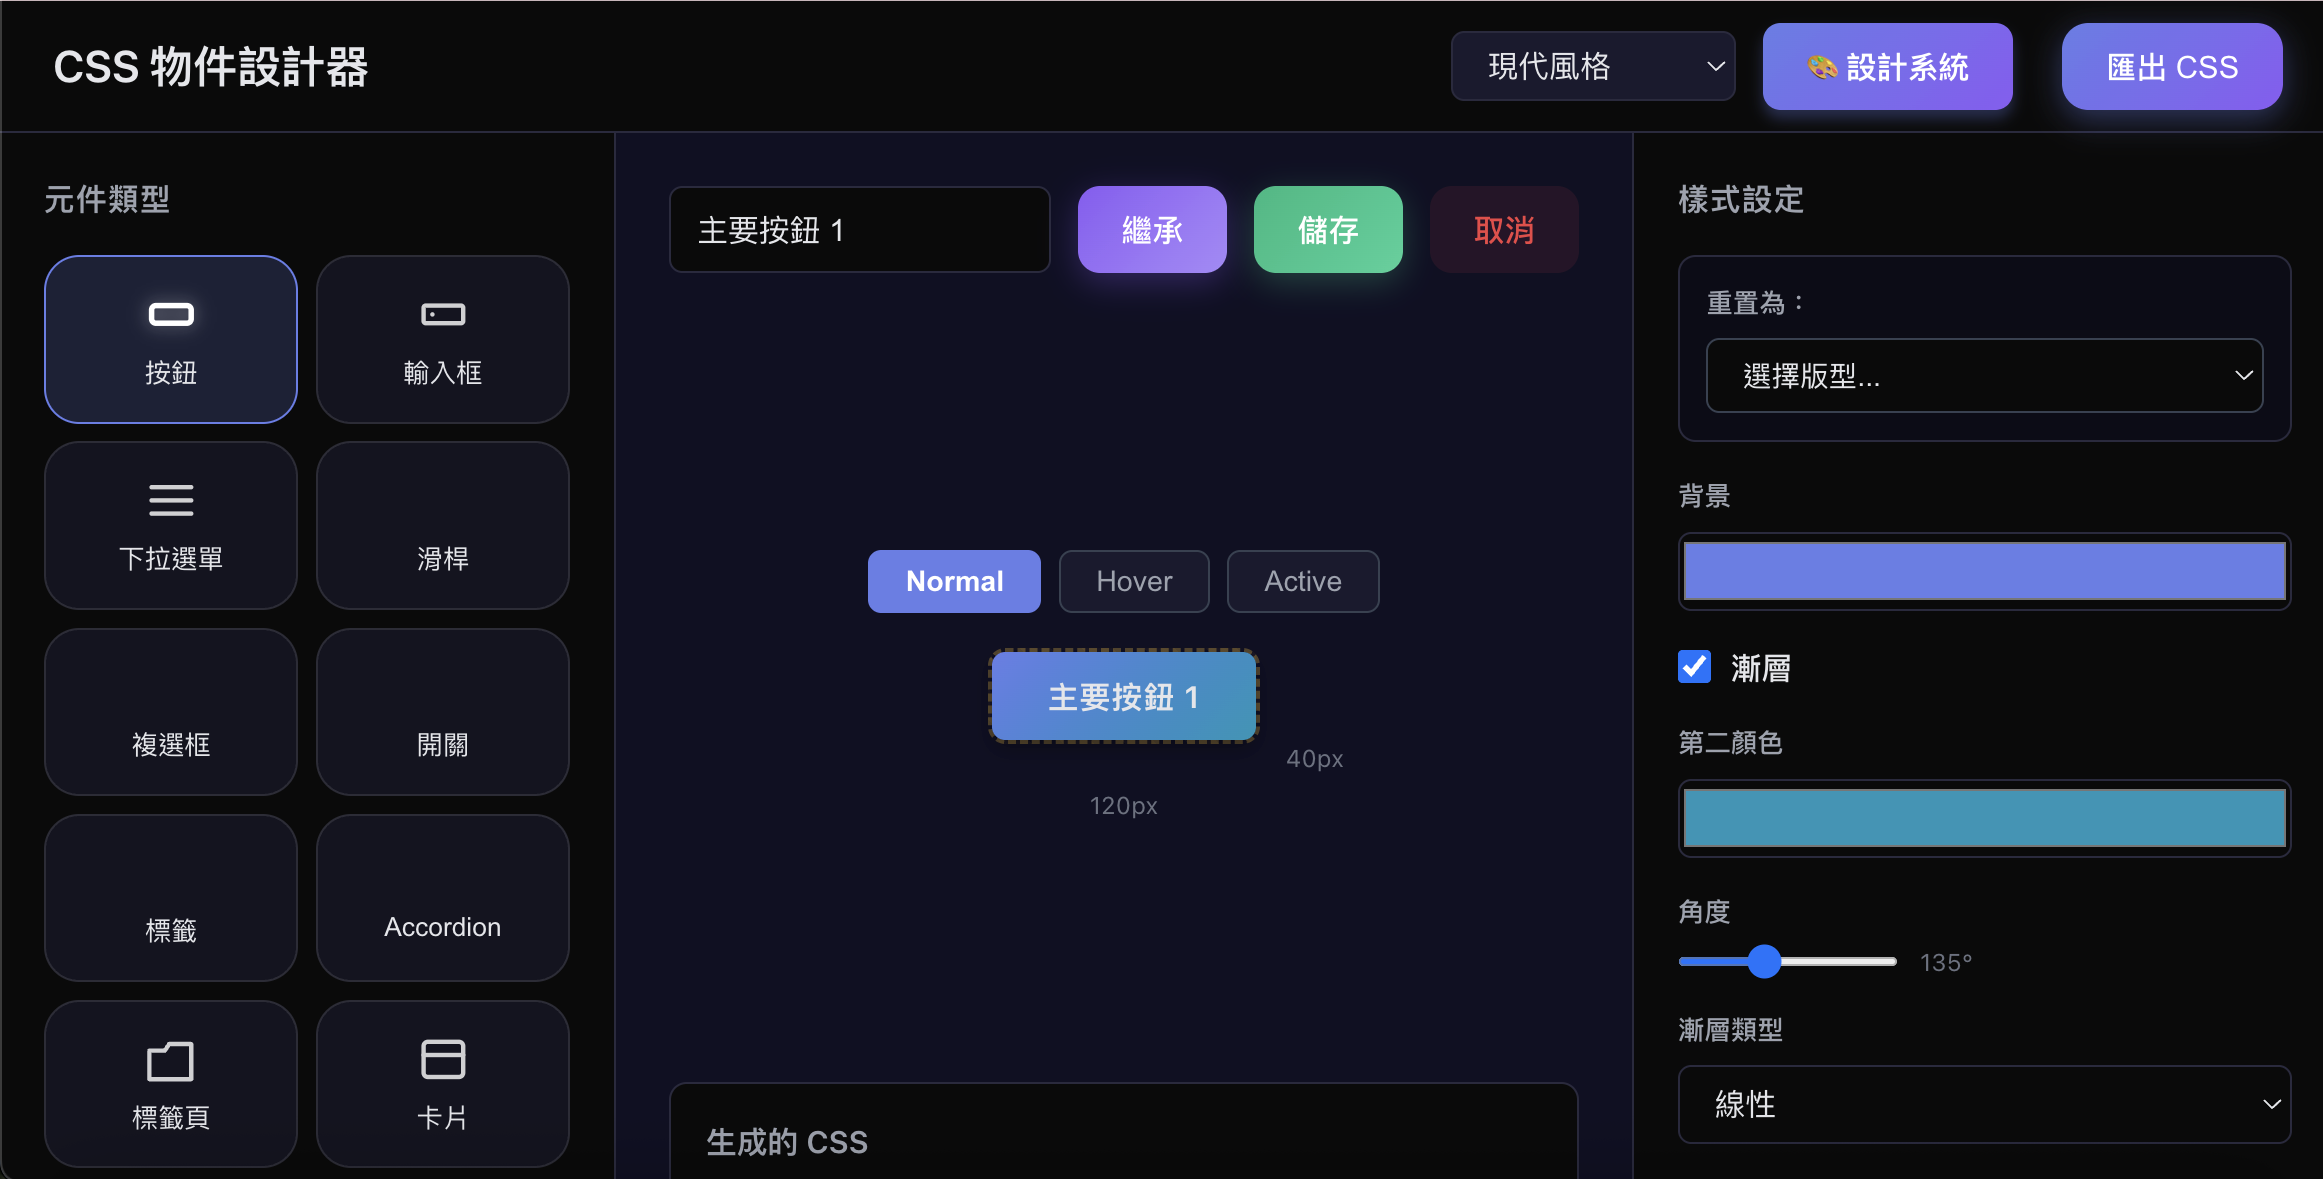 CSS 物件設計器
現代風格
🎨 設計系統
匯出 CSS
元件類型
按鈕
輸入框
下拉選單
滑桿
複選框
開關
標籤
Accordion
標籤頁
卡片
主要按鈕 1
繼承
儲存
取消
Normal
Hover
Active
主要按鈕 1
40px
120px
生成的 CSS
樣式設定
重置為：
選擇版型...
背景
漸層
第二顏色
角度
135°
漸層類型
線性